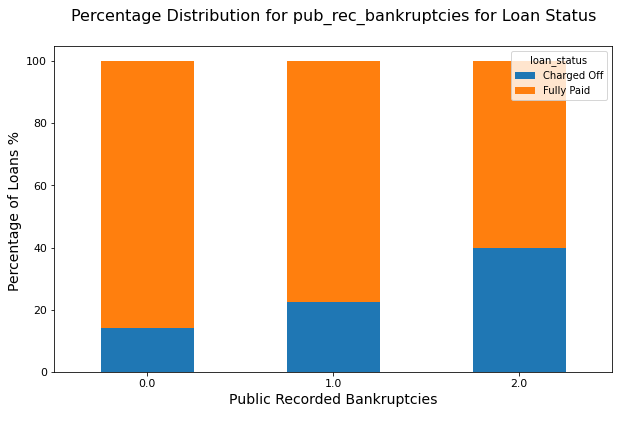 Percentage Distribution for pub_rec_bankruptcies for Loan Status
loan_status
Charged Off
Fully Paid
100
80
60
40
20
0
Percentage of Loans %
0.0
1.0
2.0
Public Recorded Bankruptcies